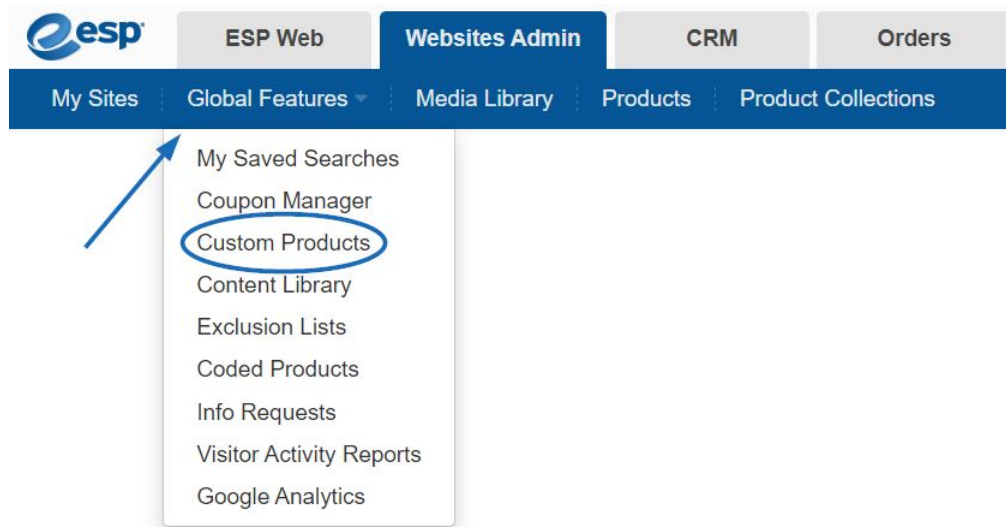 esp ESP Web Websites Admin CRM Orders
My Sites Global Features Media Library Products Product Collections
My Saved Searches
Coupon Manager
Custom Products
Content Library
Exclusion Lists
Coded Products
Info Requests
Visitor Activity Reports
Google Analytics